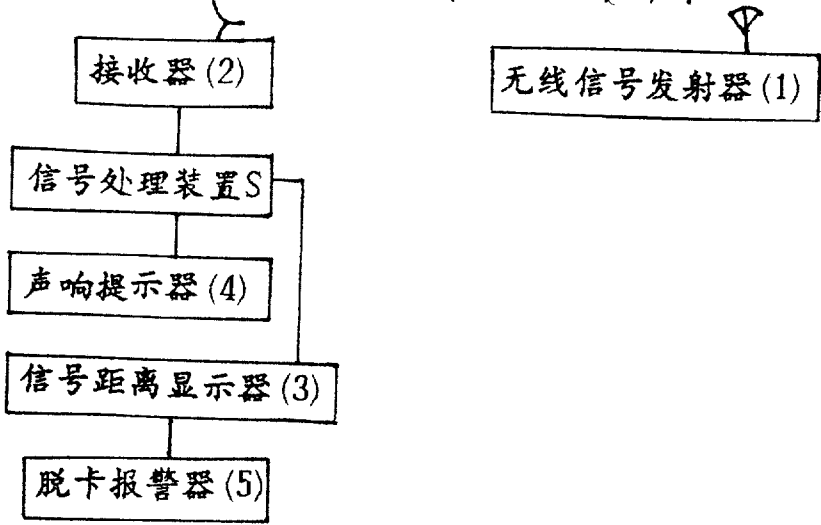 接收器(2)
无线信号发射器(1)
信号处理装置S
声响提示器(4)
信号距离显示器(3)
脱卡报警器(5)